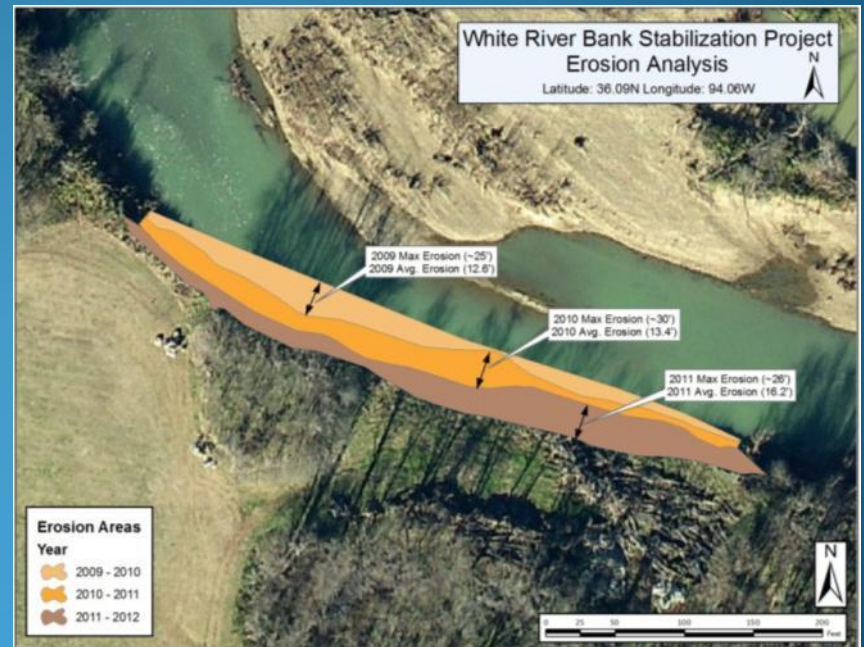 White River Bank Stabilization Project
Erosion Analysis
Latitude: 36.09N Longitude: 94.06W
N
2009 Max Erosion (~25')
2009 Avg. Erosion (12.6')
2010 Max Erosion (~30')
2010 Avg. Erosion (13.4')
2011 Max Erosion (~26')
2011 Avg. Erosion (16.2')
Erosion Areas
Year
2009 - 2010
2010 - 2011
2011 - 2012
N
0 25 50 100 150 200
Feet